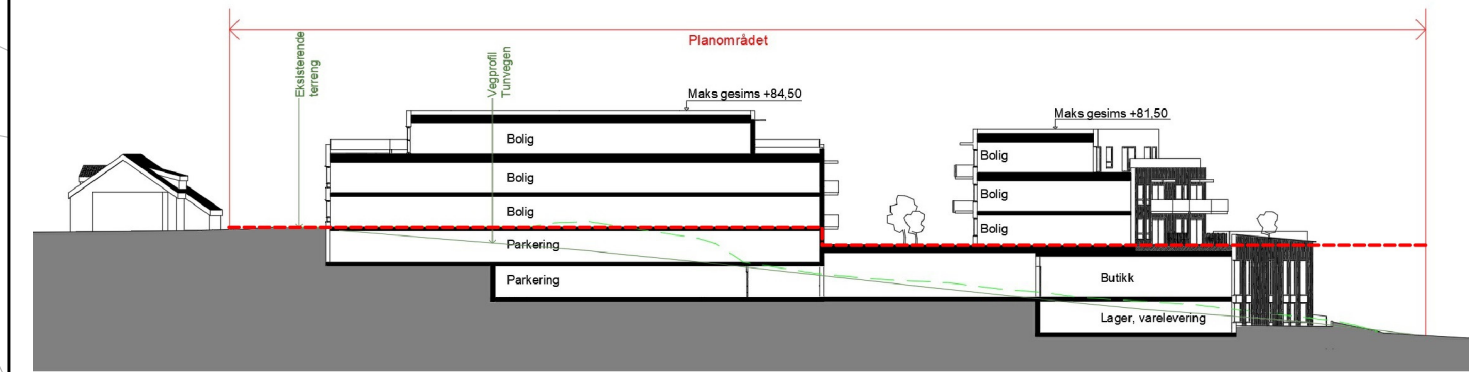 Planområdet
Eksisterende
terreng
Vegprofil
Tunvegen
Maks gesims +84,50
Maks gesims +81,50
Bolig
Bolig
Bolig
Bolig
Bolig
Bolig
Parkering
Parkering
Butikk
Lager, varelevering